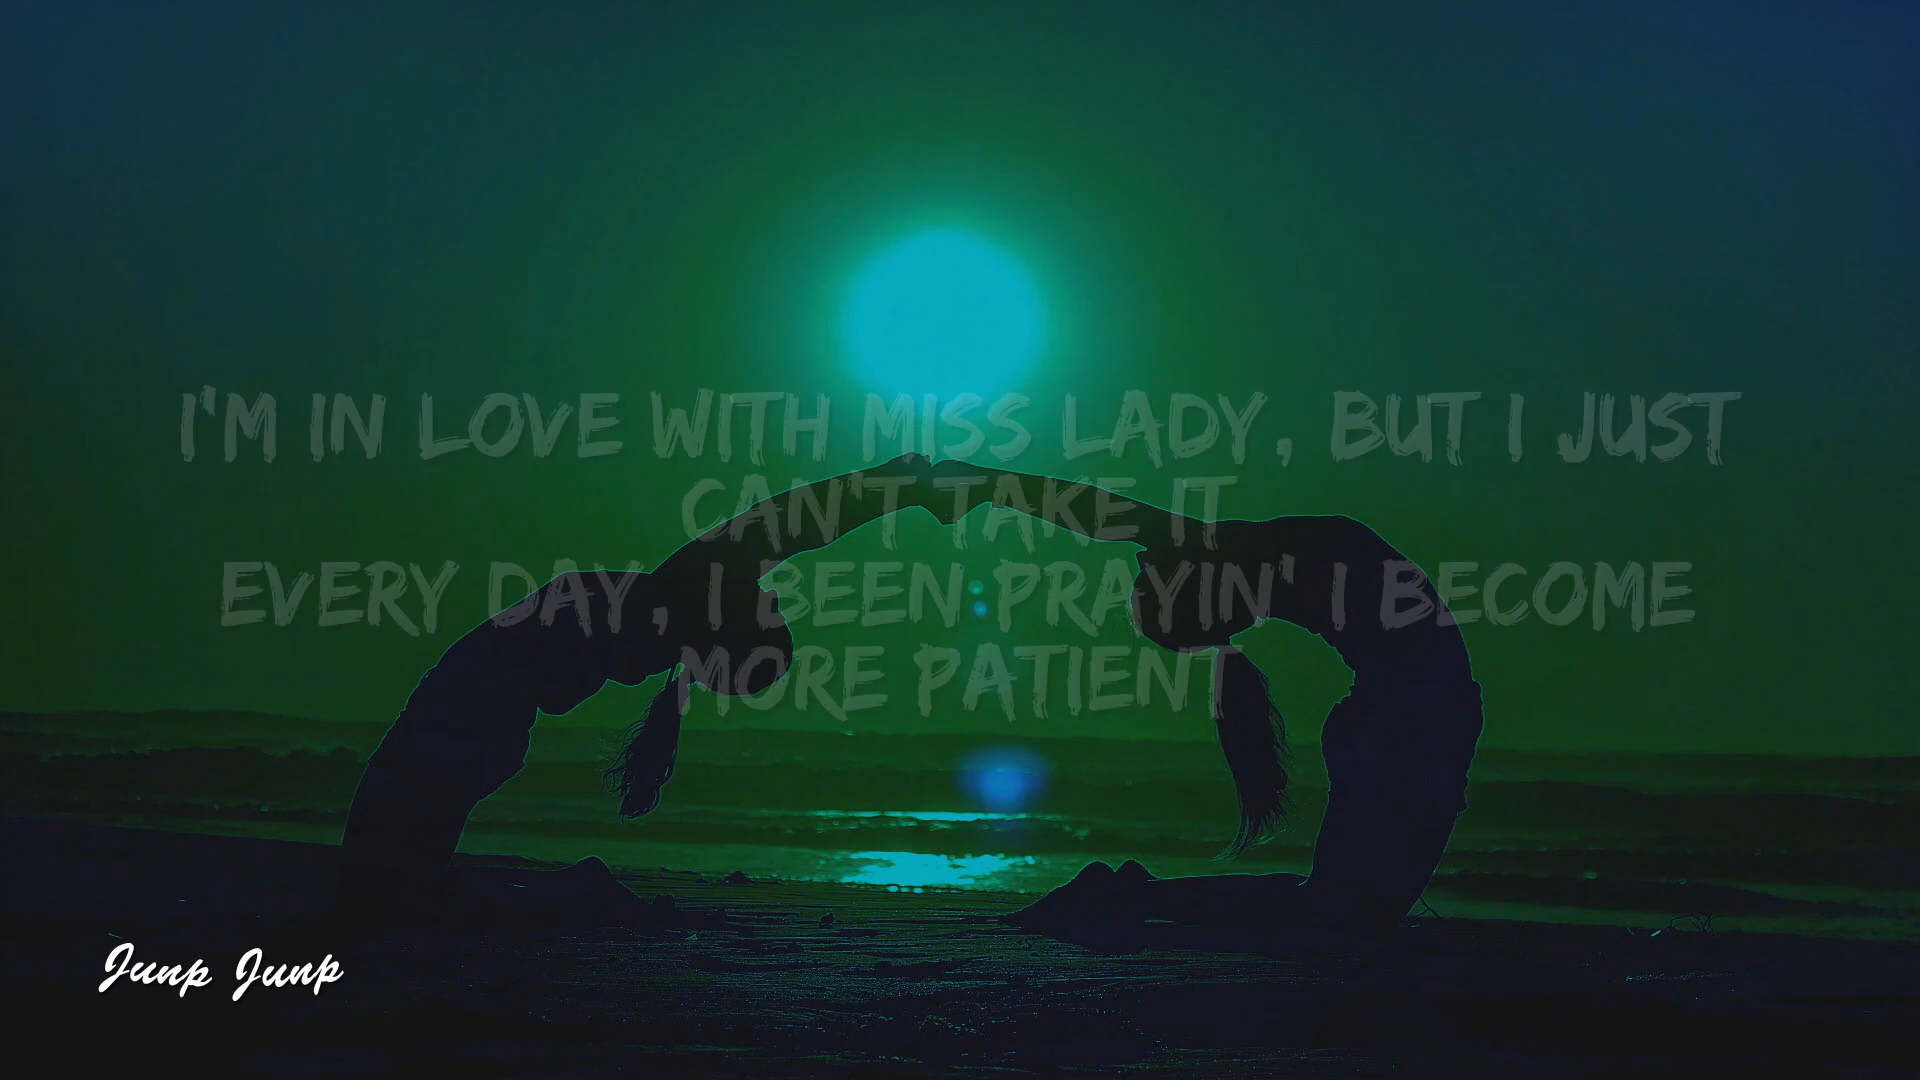 I'M IN LOVE WITH MISS LADY, BUT I JUST
CAN'T TAKE IT
EVERY DAY, I BEEN PRAYIN' I BECOME
MORE PATIENT
Junp Junp